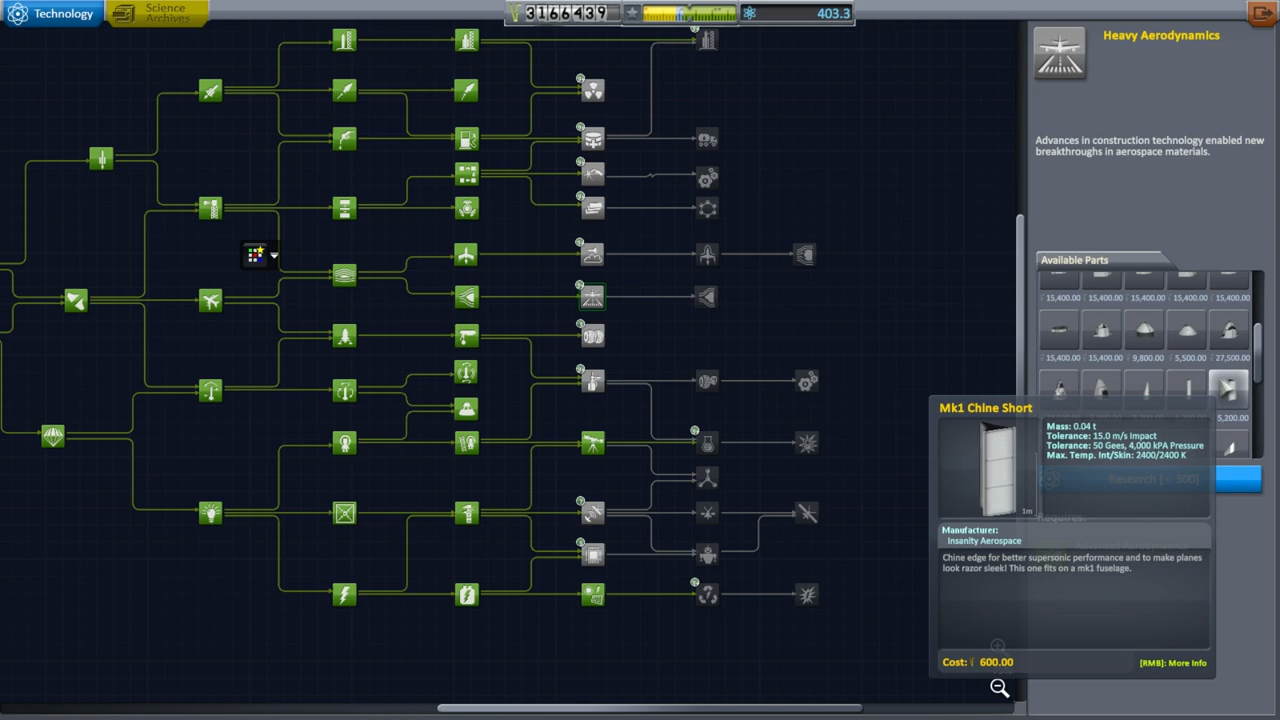 Technology
Science
Archives
3166439
403.3
Heavy Aerodynamics
Advances in construction technology enabled new
breakthroughs in aerospace materials.
Available Parts
15,400.00 15,400.00 15,400.00 15,400.00 15,400.00
15,400.00 15,400.00 9,800.00 5,500.00 27,500.00
5,200.00
Research [ 300]
Requires:
Mk1 Chine Short
Mass: 0.04 t
Tolerance: 15.0 m/s Impact
Tolerance: 50 Gees, 4,000 kPA Pressure
Max. Temp. Int/Skin: 2400/2400 K
1m
Manufacturer:
Insanity Aerospace
Chine edge for better supersonic performance and to make planes
look razor sleek! This one fits on a mk1 fuselage.
Cost: 600.00
[RMB]: More Info